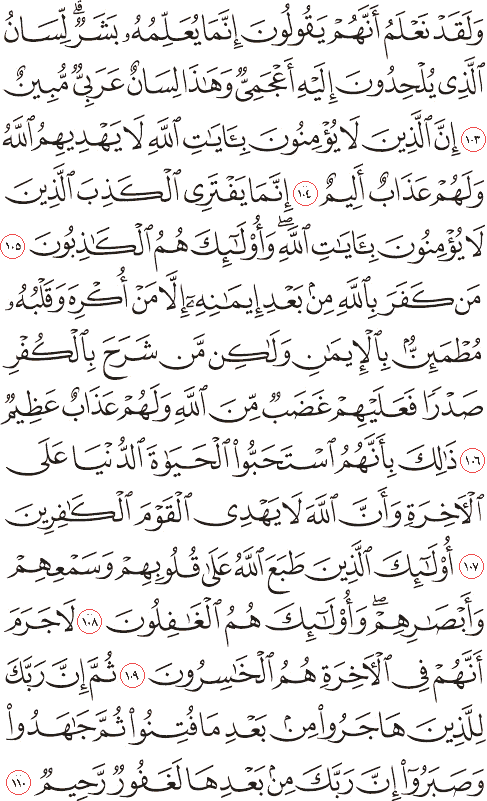 وَلَقَدْ نَعْلَمُ أَنَّهُمْ يَقُولُونَ إِنَّمَا يُعَلِّمُهُۥ بَشَرٌۗ لِّسَانُ
ٱلَّذِى يُلْحِدُونَ إِلَيْهِ أَعْجَمِىٌّ وَهَـٰذَا لِسَانٌ عَرَبِىٌّ مُّبِينٌ
١٠٣ إِنَّ ٱلَّذِينَ لَا يُؤْمِنُونَ بِـَٔايَـٰتِ ٱللَّهِ لَا يَهْدِيهِمُ ٱللَّهُ
وَلَهُمْ عَذَابٌ أَلِيمٌ ١٠٤ إِنَّمَا يَفْتَرِى ٱلْكَذِبَ ٱلَّذِينَ
لَا يُؤْمِنُونَ بِـَٔايَـٰتِ ٱللَّهِۖ وَأُو۟لَـٰٓئِكَ هُمُ ٱلْكَـٰذِبُونَ ١٠٥
مَن كَفَرَ بِٱللَّهِ مِنۢ بَعْدِ إِيمَـٰنِهِۦٓ إِلَّا مَنْ أُكْرِهَ وَقَلْبُهُۥ
مُطْمَئِنٌّۢ بِٱلْإِيمَـٰنِ وَلَـٰكِن مَّن شَرَحَ بِٱلْكُفْرِ
صَدْرًا فَعَلَيْهِمْ غَضَبٌ مِّنَ ٱللَّهِ وَلَهُمْ عَذَابٌ عَظِيمٌ
١٠٦ ذَٰلِكَ بِأَنَّهُمُ ٱسْتَحَبُّوا۟ ٱلْحَيَوٰةَ ٱلدُّنْيَا عَلَى
ٱلْـَٔاخِرَةِ وَأَنَّ ٱللَّهَ لَا يَهْدِى ٱلْقَوْمَ ٱلْكَـٰفِرِينَ
١٠٧ أُو۟لَـٰٓئِكَ ٱلَّذِينَ طَبَعَ ٱللَّهُ عَلَىٰ قُلُوبِهِمْ وَسَمْعِهِمْ
وَأَبْصَـٰرِهِمْۖ وَأُو۟لَـٰٓئِكَ هُمُ ٱلْغَـٰفِلُونَ ١٠٨ لَا جَرَمَ
أَنَّهُمْ فِى ٱلْـَٔاخِرَةِ هُمُ ٱلْخَـٰسِرُونَ ١٠٩ ثُمَّ إِنَّ رَبَّكَ
لِلَّذِينَ هَاجَرُوا۟ مِنۢ بَعْدِ مَا فُتِنُوا۟ ثُمَّ جَـٰهَدُوا۟
وَصَبَرُوٓا۟ إِنَّ رَبَّكَ مِنۢ بَعْدِهَا لَغَفُورٌ رَّحِيمٌ ١١٠